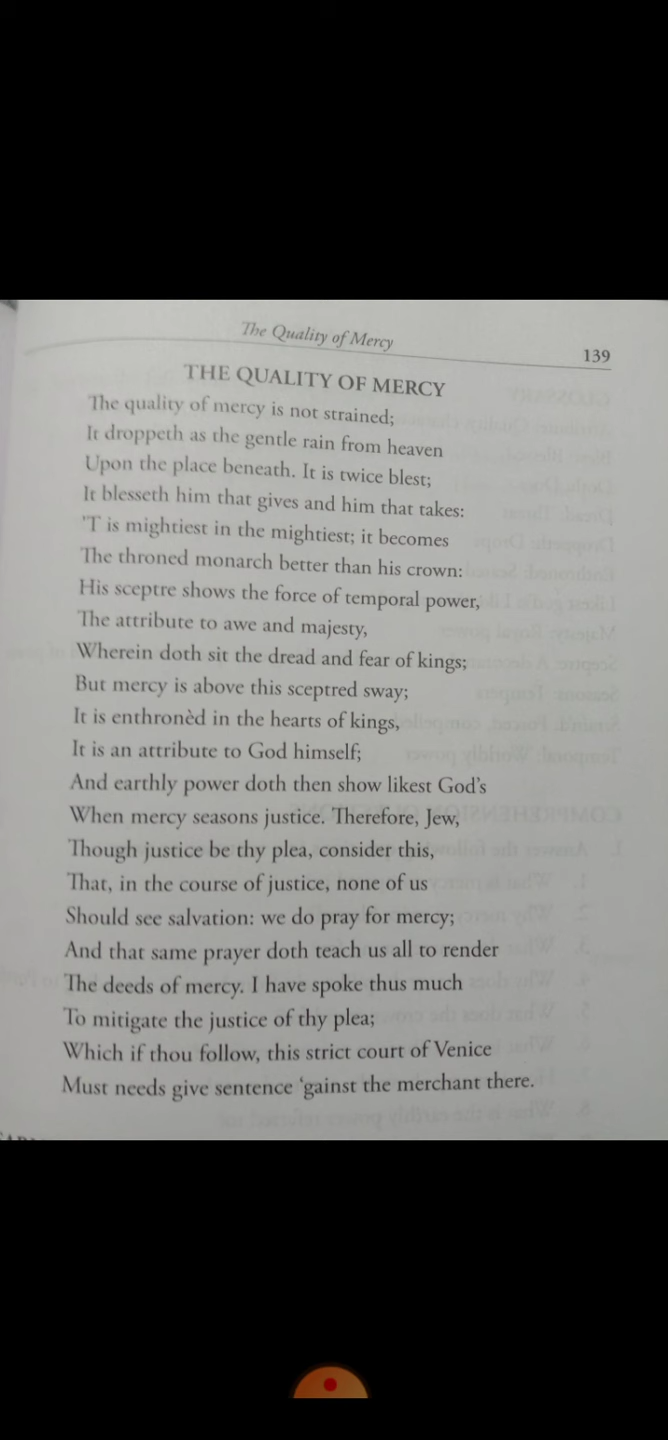 The Quality of Mercy
139
THE QUALITY OF MERCY
The quality of mercy is not strained;
It droppeth as the gentle rain from heaven
Upon the place beneath. It is twice blest;
It blesseth him that gives and him that takes:
'T is mightiest in the mightiest; it becomes
The throned monarch better than his crown:
His sceptre shows the force of temporal power,
The attribute to awe and majesty,
Wherein doth sit the dread and fear of kings;
But mercy is above this sceptred sway;
It is enthronèd in the hearts of kings,
It is an attribute to God himself;
And earthly power doth then show likest God's
When mercy seasons justice. Therefore, Jew,
Though justice be thy plea, consider this,
That, in the course of justice, none of us
Should see salvation: we do pray for mercy;
And that same prayer doth teach us all to render
The deeds of mercy. I have spoke thus much
To mitigate the justice of thy plea;
Which if thou follow, this strict court of Venice
Must needs give sentence ‘gainst the merchant there.